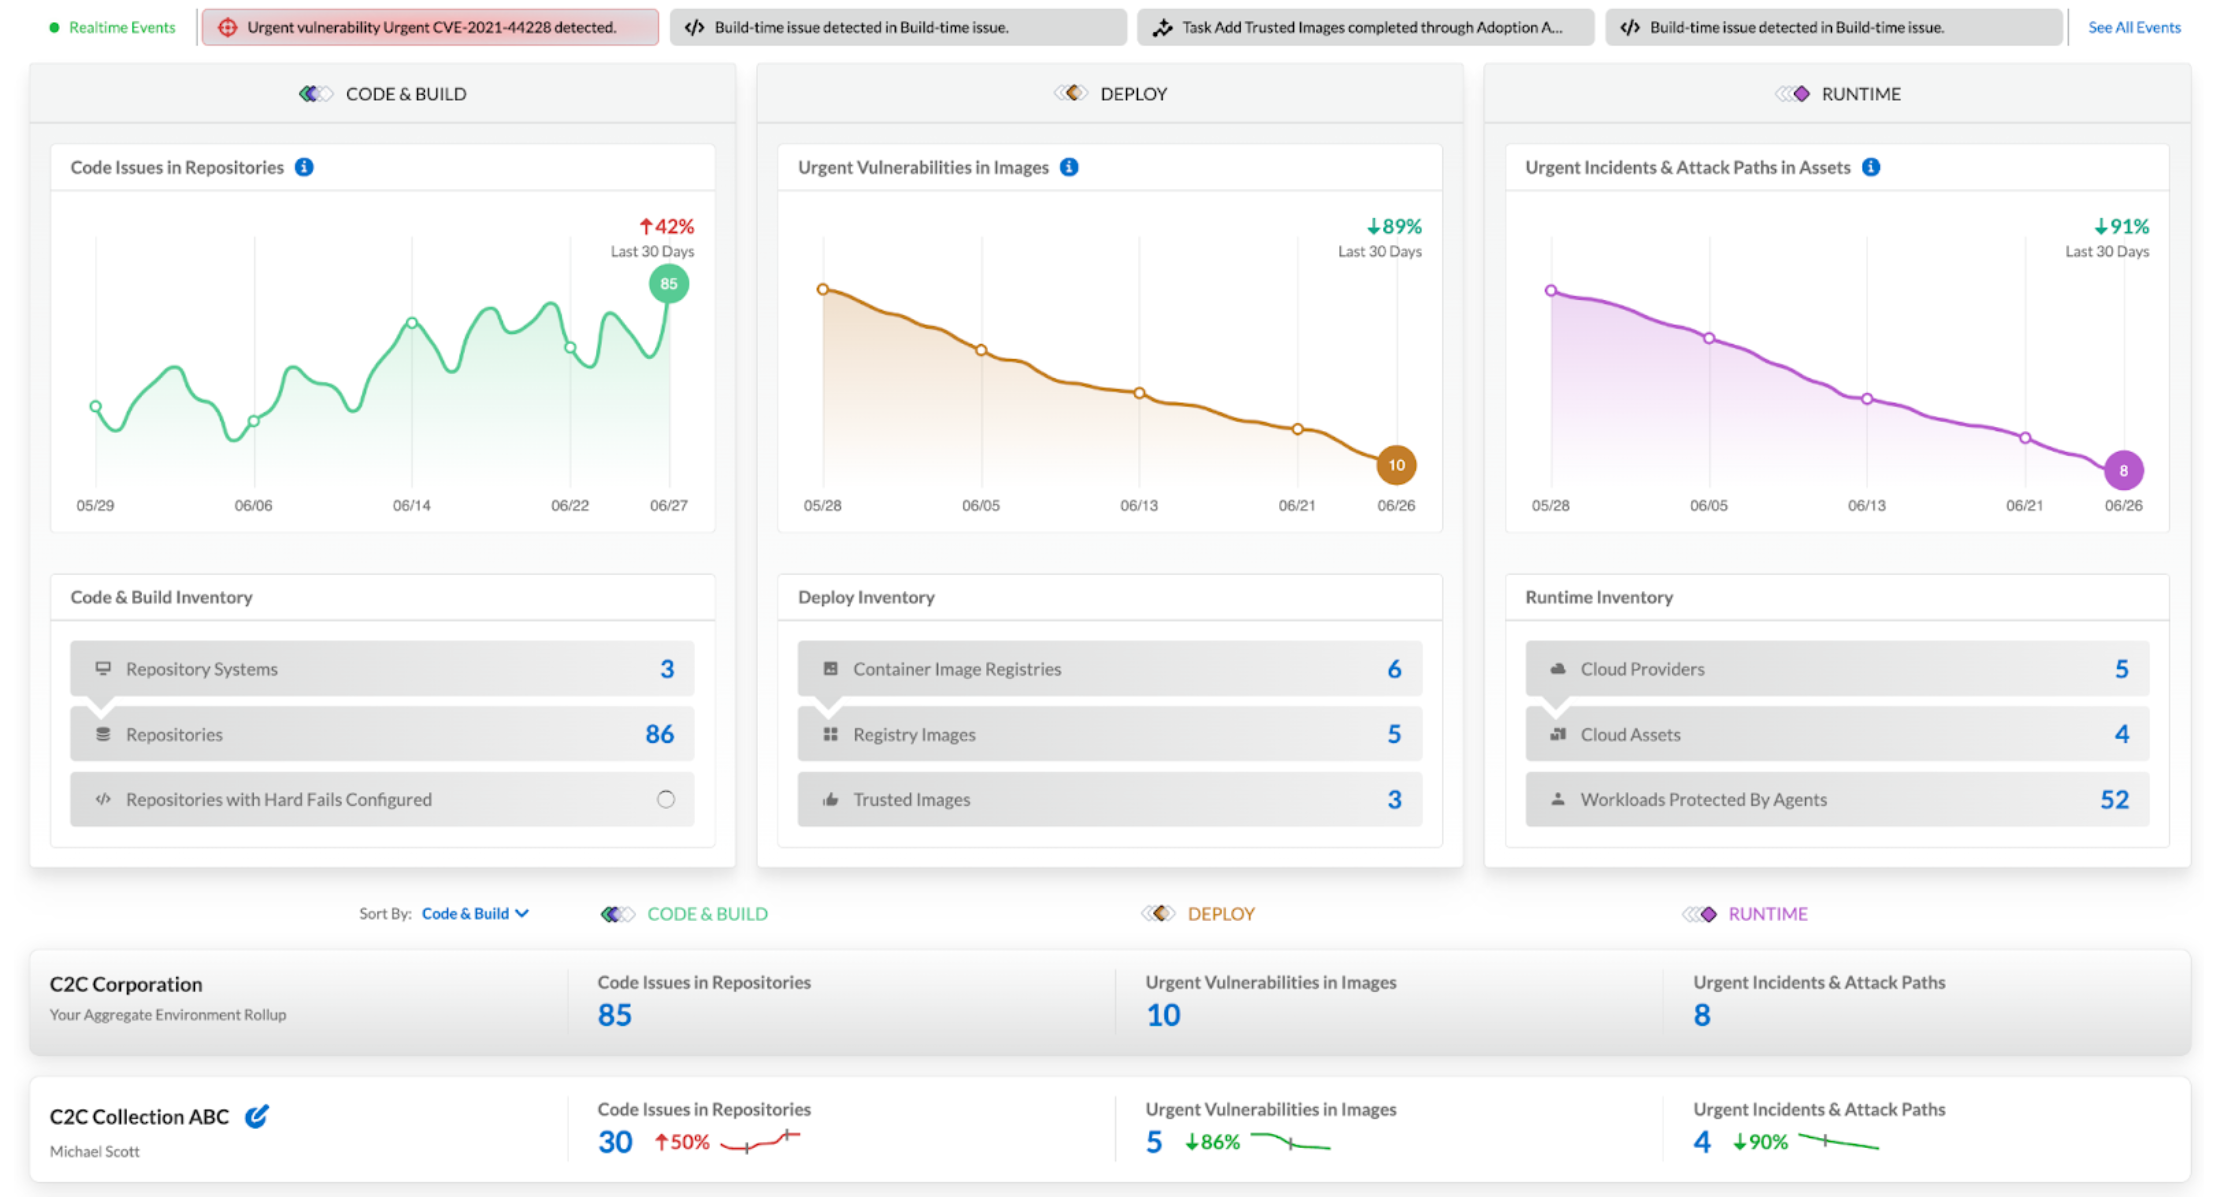 Realtime Events
Urgent vulnerability Urgent CVE-2021-44228 detected.
Build-time issue detected in Build-time issue.
Task Add Trusted Images completed through Adoption A...
Build-time issue detected in Build-time issue.
See All Events
CODE & BUILD
Code Issues in Repositories
42%
Last 30 Days
85
05/29 06/06 06/14 06/22 06/27
Code & Build Inventory
Repository Systems 3
Repositories 86
Repositories with Hard Fails Configured
DEPLOY
Urgent Vulnerabilities in Images
89%
Last 30 Days
10
05/28 06/05 06/13 06/21 06/26
Deploy Inventory
Container Image Registries 6
Registry Images 5
Trusted Images 3
RUNTIME
Urgent Incidents & Attack Paths in Assets
91%
Last 30 Days
8
05/28 06/05 06/13 06/21 06/26
Runtime Inventory
Cloud Providers 5
Cloud Assets 4
Workloads Protected By Agents 52
Sort By: Code & Build
CODE & BUILD
DEPLOY
RUNTIME
C2C Corporation
Your Aggregate Environment Rollup
Code Issues in Repositories
85
Urgent Vulnerabilities in Images
10
Urgent Incidents & Attack Paths
8
C2C Collection ABC
Michael Scott
Code Issues in Repositories
30 50%
Urgent Vulnerabilities in Images
5 86%
Urgent Incidents & Attack Paths
4 90%